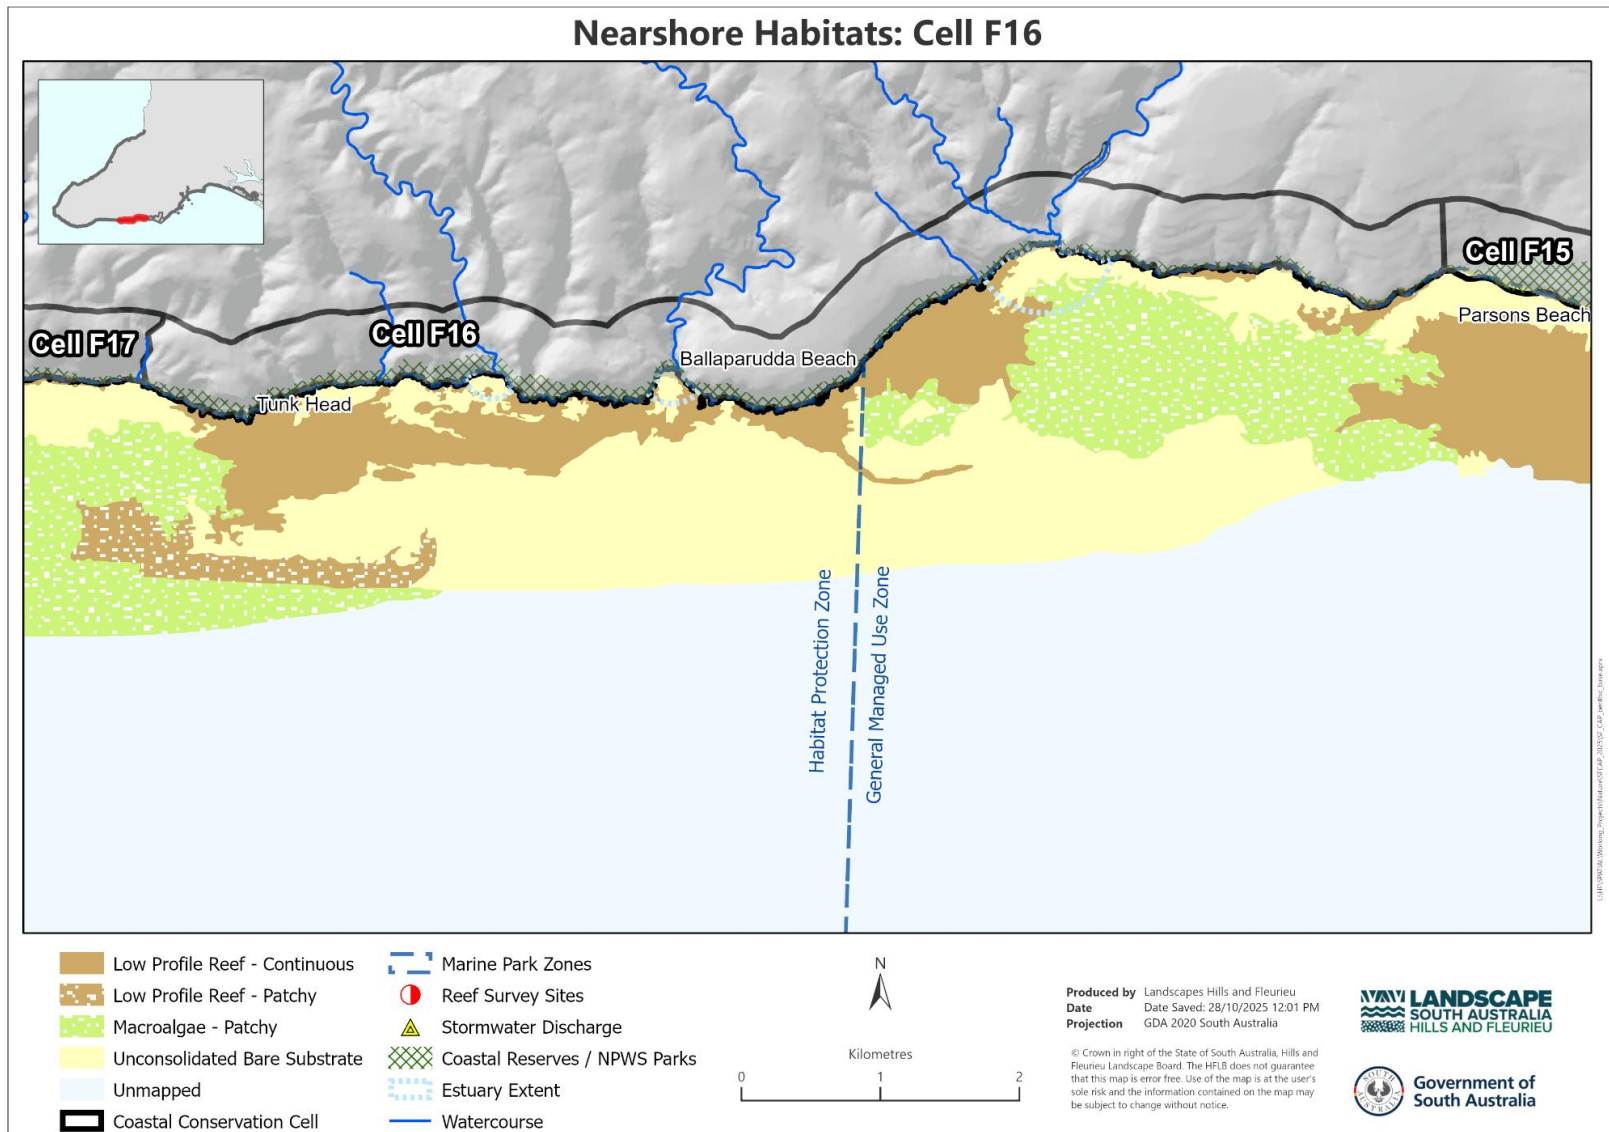 Nearshore Habitats: Cell F16
Cell F15
Parsons Beach
Cell F17
Cell F16
Ballaparudda Beach
Tunk Head
Habitat Protection Zone
General Managed Use Zone
Low Profile Reef - Continuous
Low Profile Reef - Patchy
Macroalgae - Patchy
Unconsolidated Bare Substrate
Unmapped
Coastal Conservation Cell
Marine Park Zones
Reef Survey Sites
Stormwater Discharge
Coastal Reserves / NPWS Parks
Estuary Extent
Watercourse
N
Kilometres
0 1 2
Produced by Landscapes Hills and Fleurieu
Date Date Saved: 28/10/2025 12:01 PM
Projection GDA 2020 South Australia
© Crown in right of the State of South Australia, Hills and
Fleurieu Landscape Board. The HFLB does not guarantee
that this map is error free. Use of the map is at the user's
sole risk and the information contained on the map may
be subject to change without notice.
LANDSCAPE
SOUTH AUSTRALIA
HILLS AND FLEURIEU
SOUTH
AUSTRALIA
Government of
South Australia